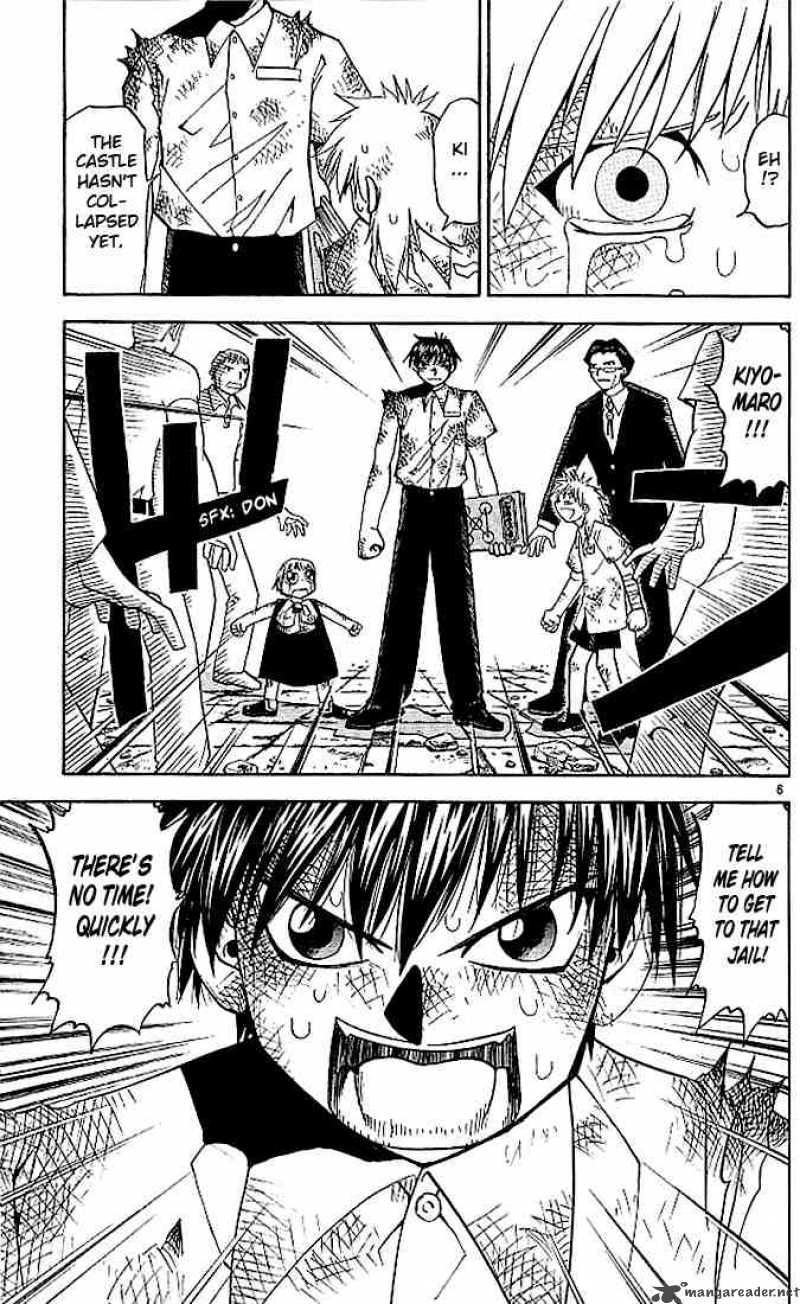 EH
!?
KI
...
THE
CASTLE
HASN'T
COL-
LAPSED
YET.
KIYO-
MARO
!!!
SFX: DON
6
TELL
ME HOW
TO GET
TO THAT
JAIL!
THERE'S
NO TIME!
QUICKLY
!!!
mangareader.net